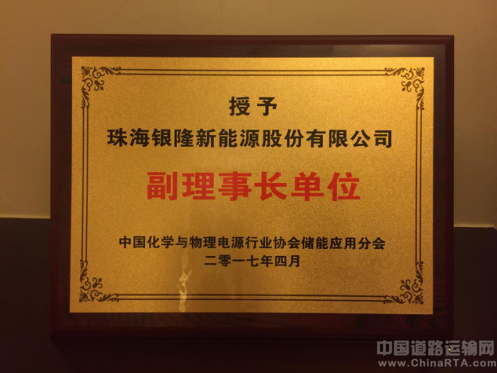 授予
珠海银隆新能源股份有限公司
副理事长单位
中国化学与物理电源行业协会储能应用分会
二零一七年四月
中国道路运输网
www.ChinaRTA.com